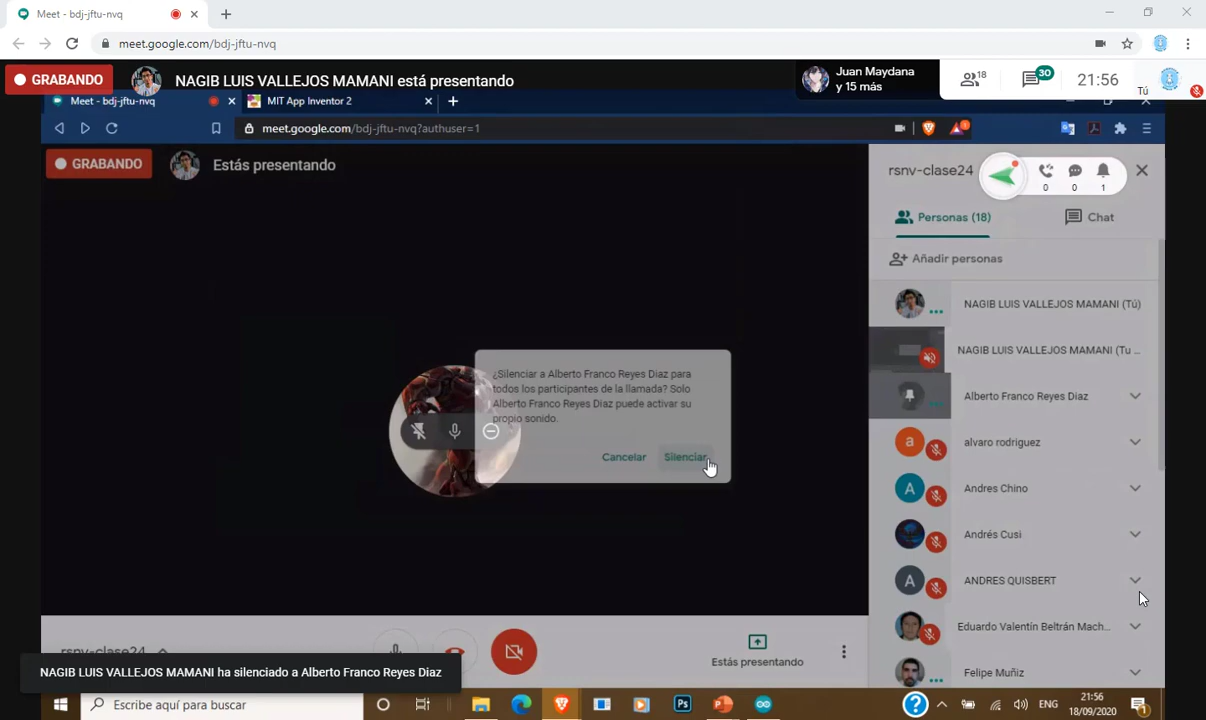 Meet - bdj-jftu-nvq
meet.google.com/bdj-jftu-nvq
GRABANDO
NAGIB LUIS VALLEJOS MAMANI está presentando
Juan Maydana
y 15 más
18
30
21:56
Tú
Meet - bdj-jftu-nvq
MIT App Inventor 2
meet.google.com/bdj-jftu-nvq?authuser=1
GRABANDO
Estás presentando
rsnv-clase24
0
0
1
Personas (18)
Chat
Añadir personas
NAGIB LUIS VALLEJOS MAMANI (Tú)
NAGIB LUIS VALLEJOS MAMANI (Tu ...
Alberto Franco Reyes Diaz
a
alvaro rodriguez
A
Andres Chino
Andrés Cusi
A
ANDRES QUISBERT
Eduardo Valentín Beltrán Mach...
Felipe Muñiz
¿Silenciar a Alberto Franco Reyes Diaz para
todos los participantes de la llamada? Solo
Alberto Franco Reyes Diaz puede activar su
propio sonido.
Cancelar
Silenciar
rsnv-clase24
Estás presentando
NAGIB LUIS VALLEJOS MAMANI ha silenciado a Alberto Franco Reyes Diaz
Escribe aquí para buscar
Ps
ENG
21:56
18/09/2020